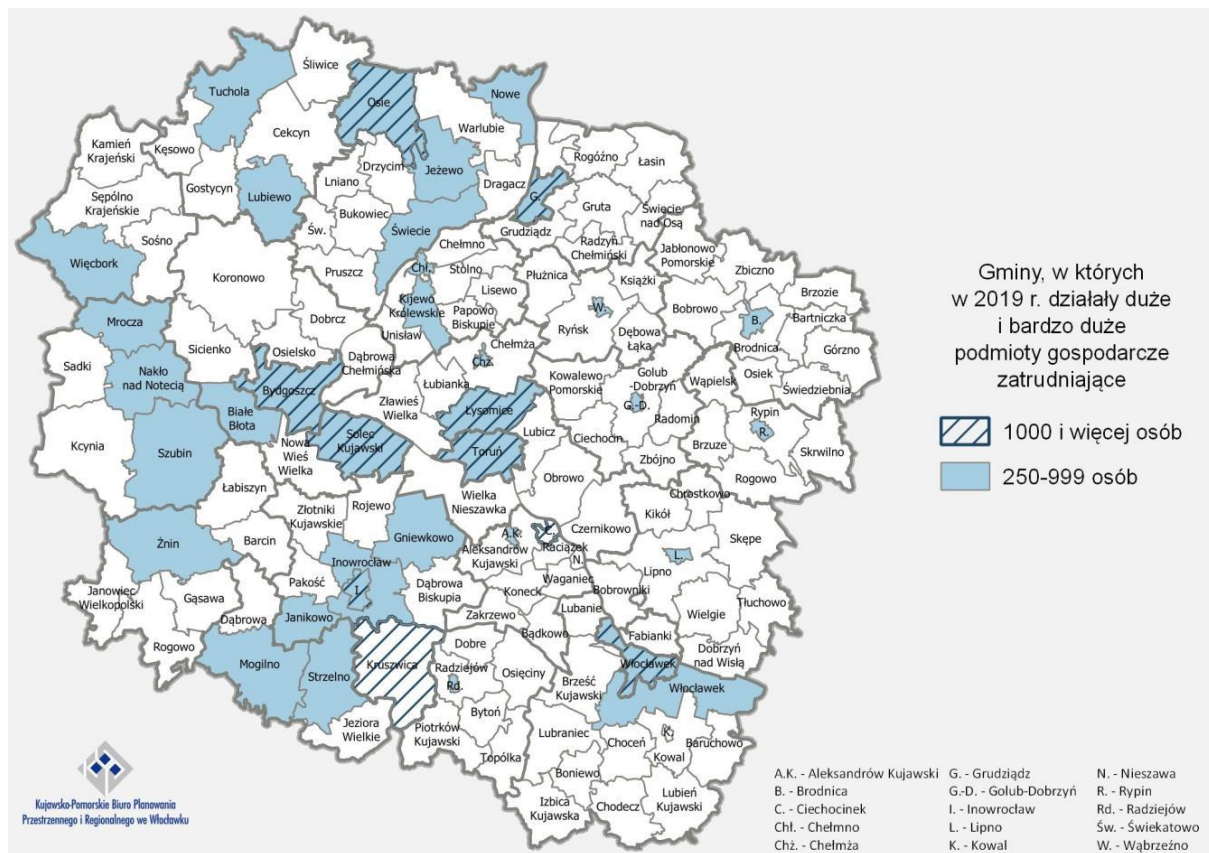 Śliwice
Tuchola
Osie
Nowe
Cekcyn
Warlubie
Kamień
Krajeński
Kęsowo
Rogóźno
Łasin
Drzycim
Jeżewo
Gostycyn
Lniano
Dragacz
Sępólno
Krajeńskie
Lubiewo
Bukowiec
G.
Gruta
Świecie
nad Osą
Sośno
Św.
Świecie
Grudziądz
Chełmno
Radzyń
Chełmiński
Jabłonowo
Pomorskie
Więcbork
Koronowo
Pruszcz
Chł.
Stolno
Płużnica
Książki
Zbiczno
Lisewo
Brzozie
Kijewo
Królewskie
Papowo
Biskupie
W.
Bobrowo
Bartniczka
Mrocza
Dobrcz
Ryńsk
B.
Unisław
Dębowa
Łąka
Brodnica
Górzno
Sicienko
Osielsko
Dąbrowa
Chełmińska
Chełmża
Chż.
Sadki
Nakło
nad Notecią
Bydgoszcz
Łubianka
Kowalewo
Pomorskie
Golub
-Dobrzyń
Wąpielsk
Osiek
Świedziebnia
Zławieś
Wielka
Łysomice
G.-D.
Rypin
Białe
Błota
Radomin
R.
Kcynia
Szubin
Nowa
Wieś
Wielka
Solec
Kujawski
Toruń
Lubicz
Ciechocin
Brzuze
Skrwilno
Zbójno
Łabiszyn
Obrowo
Rogowo
Wielka
Nieszawka
Złotniki
Kujawskie
Rojewo
Chrostkowo
Żnin
Barcin
Gniewkowo
A.K.
C.
Czernikowo
Kikół
Skępe
Aleksandrów
Kujawski
Raciążek
N.
Inowrocław
L.
Lipno
Janowiec
Wielkopolski
Gąsawa
Pakość
I.
Dąbrowa
Biskupia
Waganiec
Koneck
Bobrowniki
Tłuchowo
Dąbrowa
Janikowo
Zakrzewo
Lubanie
Wielgie
Rogowo
Bądkowo
Fabianki
Mogilno
Strzelno
Kruszwica
Dobre
Dobrzyń
nad Wisłą
Radziejów
Osięciny
Włocławek
Rd.
Brześć
Kujawski
Włocławek
Jeziora
Wielkie
Bytoń
Piotrków
Kujawski
Lubraniec
Choceń
K.
Kowal
Baruchowo
Topólka
Boniewo
Izbica
Kujawska
Chodecz
Lubień
Kujawski
Gminy, w których
w 2019 r. działały duże
i bardzo duże
podmioty gospodarcze
zatrudniające
1000 i więcej osób
250-999 osób
Kujawsko-Pomorskie Biuro Planowania
Przestrzennego i Regionalnego we Włocławku
A.K. - Aleksandrów Kujawski
B. - Brodnica
C. - Ciechocinek
Chł. - Chełmno
Chż. - Chełmża
G. - Grudziądz
G.-D. - Golub-Dobrzyń
I. - Inowrocław
L. - Lipno
K. - Kowal
N. - Nieszawa
R. - Rypin
Rd. - Radziejów
Św. - Świekatowo
W. - Wąbrzeźno